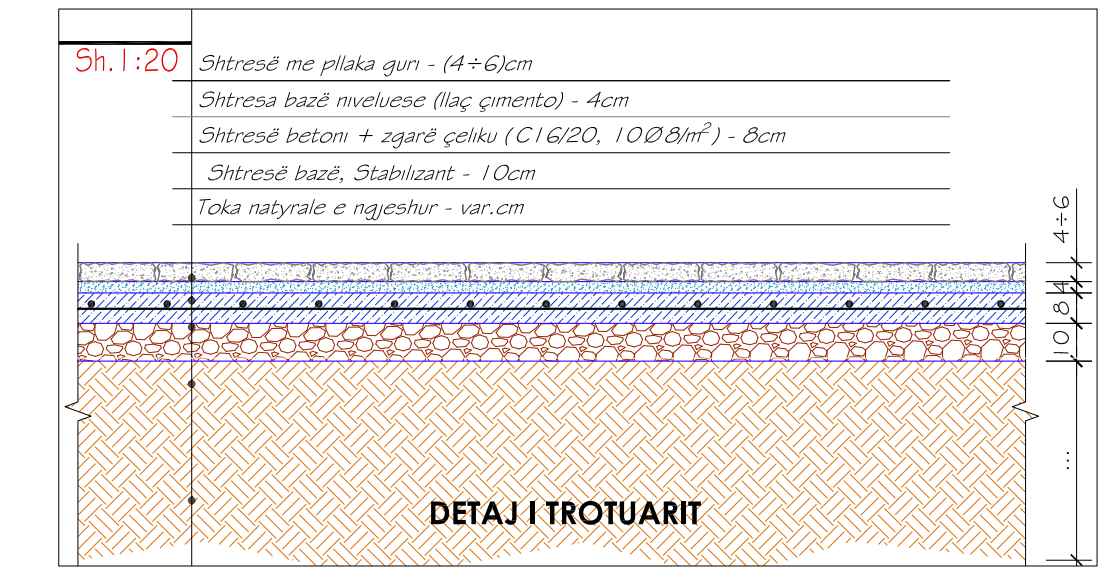 Sh.1:20
Shtresë me pllaka guri - (4÷6)cm
Shtresa bazë niveluese (llaç çimento) - 4cm
Shtresë betoni + zgarë çeliku (C16/20, 10Ø8/m²) - 8cm
Shtresë bazë, Stabilizant - 10cm
Toka natyrale e ngjeshur - var.cm
4÷6
4
8
10
...
DETAJ I TROTUARIT